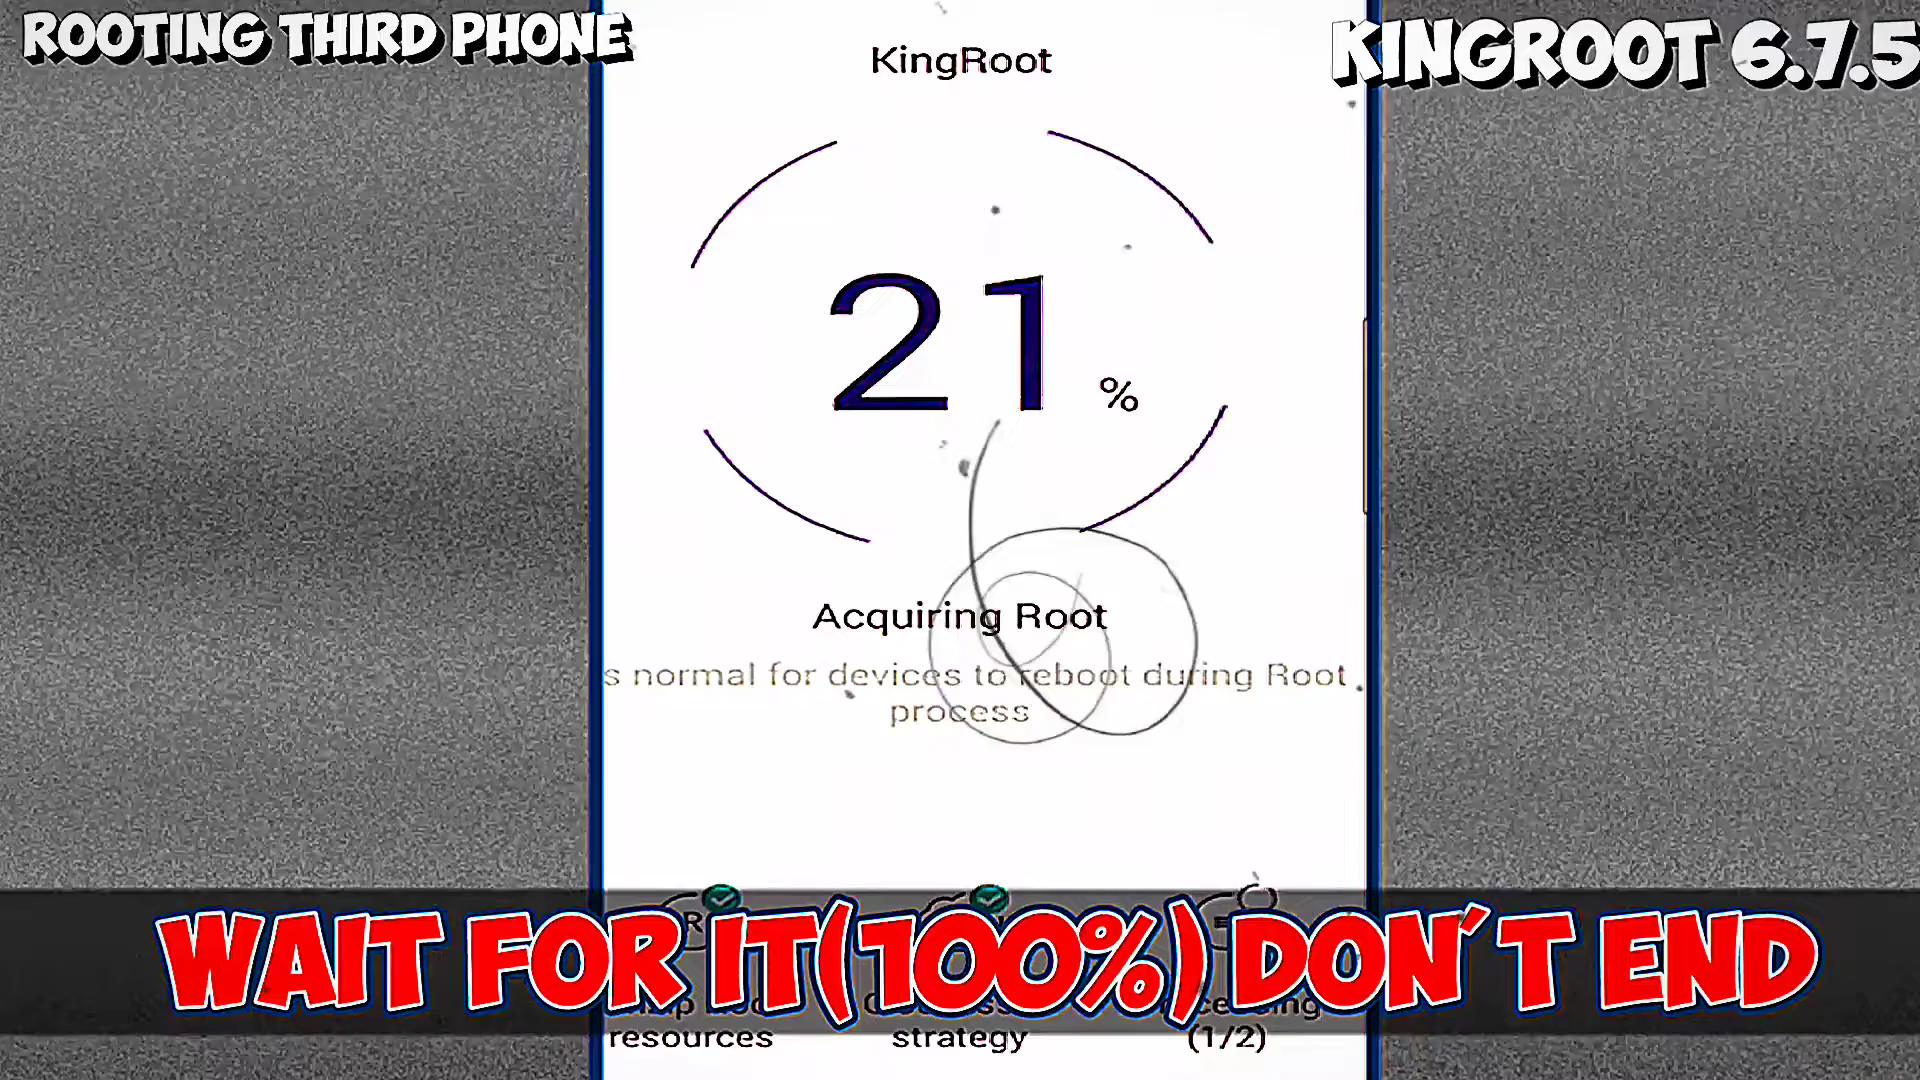 ROOTING THIRD PHONE
KINGROOT 6.7.5
KingRoot
21 %
Acquiring Root
s normal for devices to reboot during Root
process
WAIT FOR IT(100%) DON'T END
resources
strategy
(1/2)